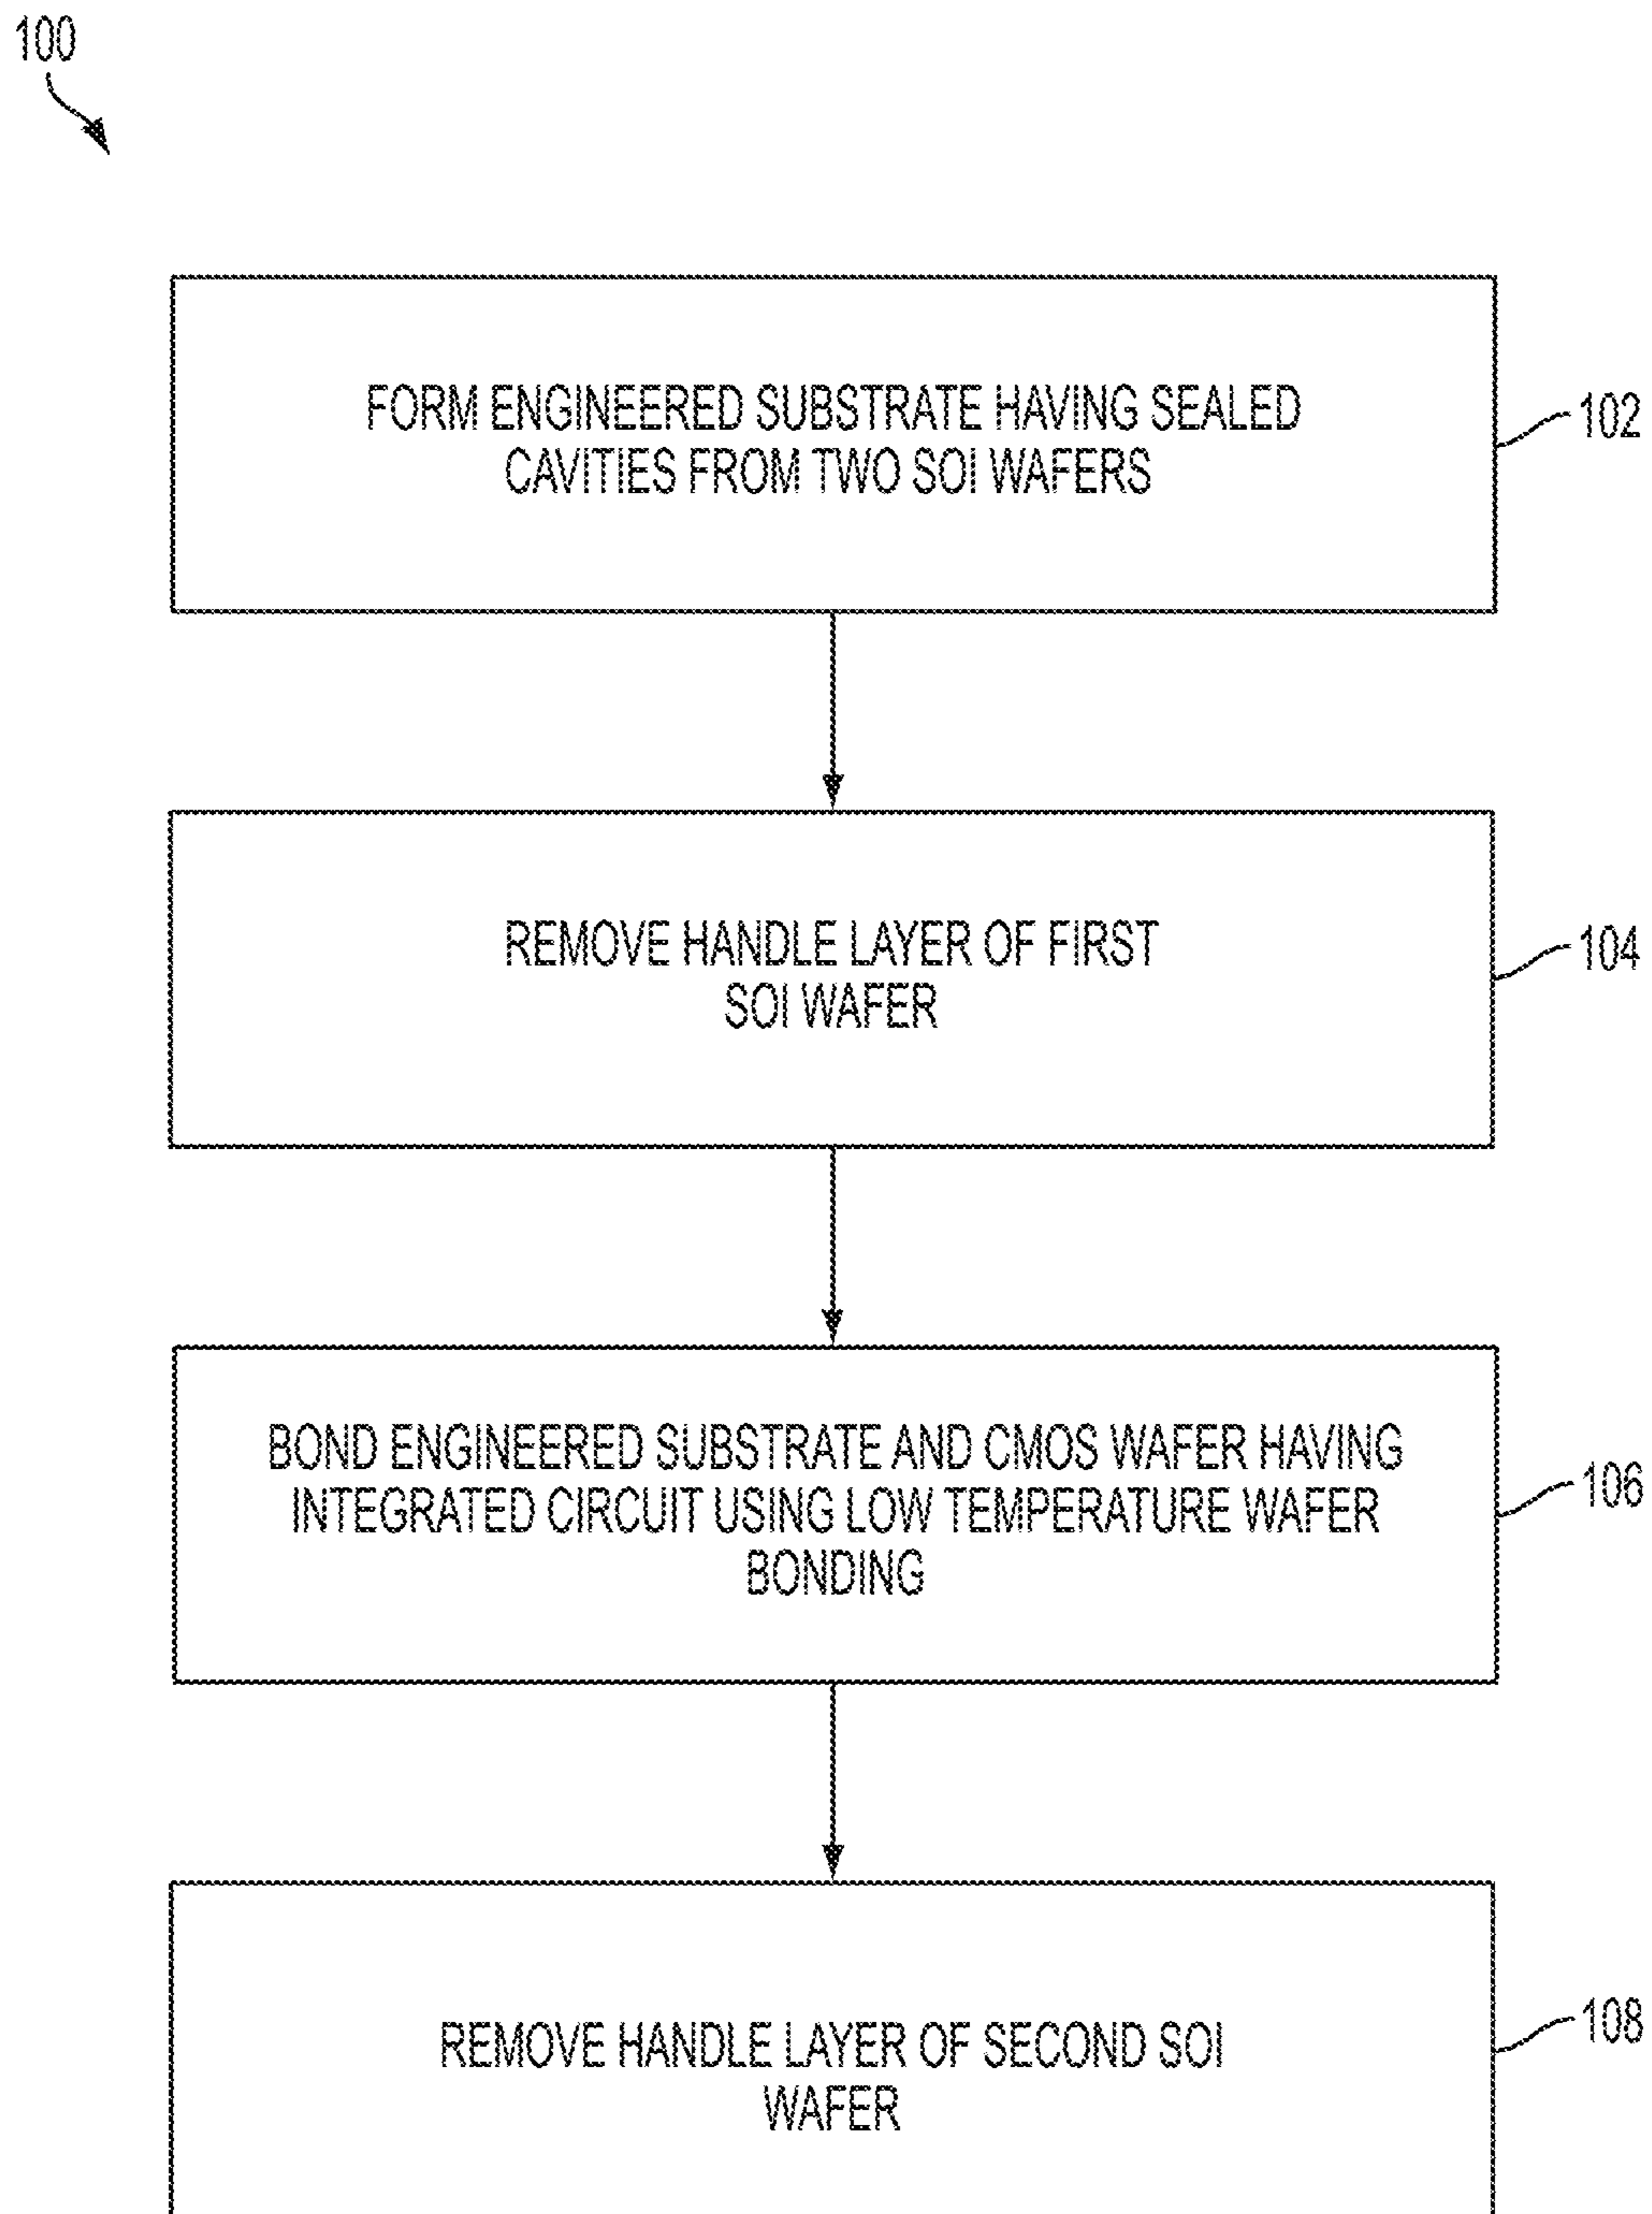 100
FORM ENGINEERED SUBSTRATE HAVING SEALED
CAVITIES FROM TWO SOI WAFERS
102
REMOVE HANDLE LAYER OF FIRST
SOI WAFER
104
BOND ENGINEERED SUBSTRATE AND CMOS WAFER HAVING
INTEGRATED CIRCUIT USING LOW TEMPERATURE WAFER
BONDING
106
REMOVE HANDLE LAYER OF SECOND SOI
WAFER
108